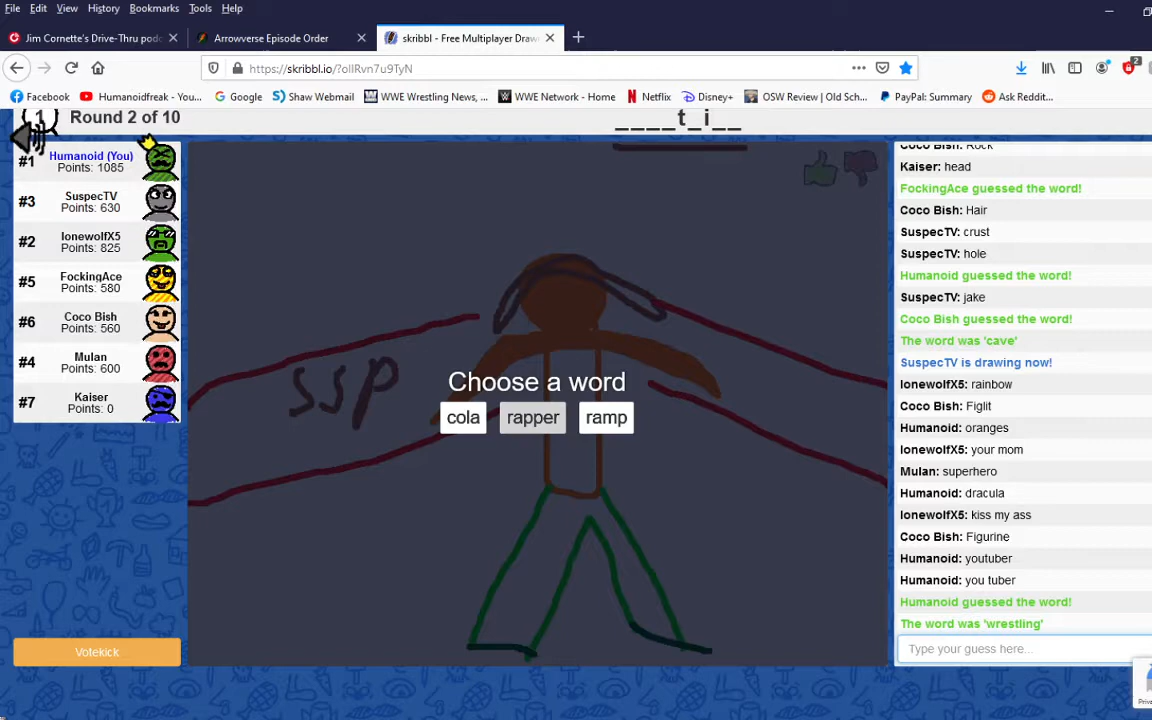 File Edit View History Bookmarks Tools Help
Jim Cornette's Drive-Thru pod
Arrowverse Episode Order
skribbl - Free Multiplayer Draw
https://skribbl.io/?olIRvn7u9TyN
2
Facebook
Humanoidfreak - You...
Google
Shaw Webmail
WWE Wrestling News, ...
WWE Network - Home
Netflix
Disney+
OSW Review | Old Sch...
PayPal: Summary
Ask Reddit...
1
Round 2 of 10
____t_i__
#1 Humanoid (You)
Points: 1085
#3 SuspecTV
Points: 630
#2 lonewolfX5
Points: 825
#5 FockingAce
Points: 580
#6 Coco Bish
Points: 560
#4 Mulan
Points: 600
#7 Kaiser
Points: 0
Votekick
SSP
Choose a word
cola rapper ramp
Coco Bish: Rock
Kaiser: head
FockingAce guessed the word!
Coco Bish: Hair
SuspecTV: crust
SuspecTV: hole
Humanoid guessed the word!
SuspecTV: jake
Coco Bish guessed the word!
The word was 'cave'
SuspecTV is drawing now!
lonewolfX5: rainbow
Coco Bish: Figlit
Humanoid: oranges
lonewolfX5: your mom
Mulan: superhero
Humanoid: dracula
lonewolfX5: kiss my ass
Coco Bish: Figurine
Humanoid: youtuber
Humanoid: you tuber
Humanoid guessed the word!
The word was 'wrestling'
Type your guess here...